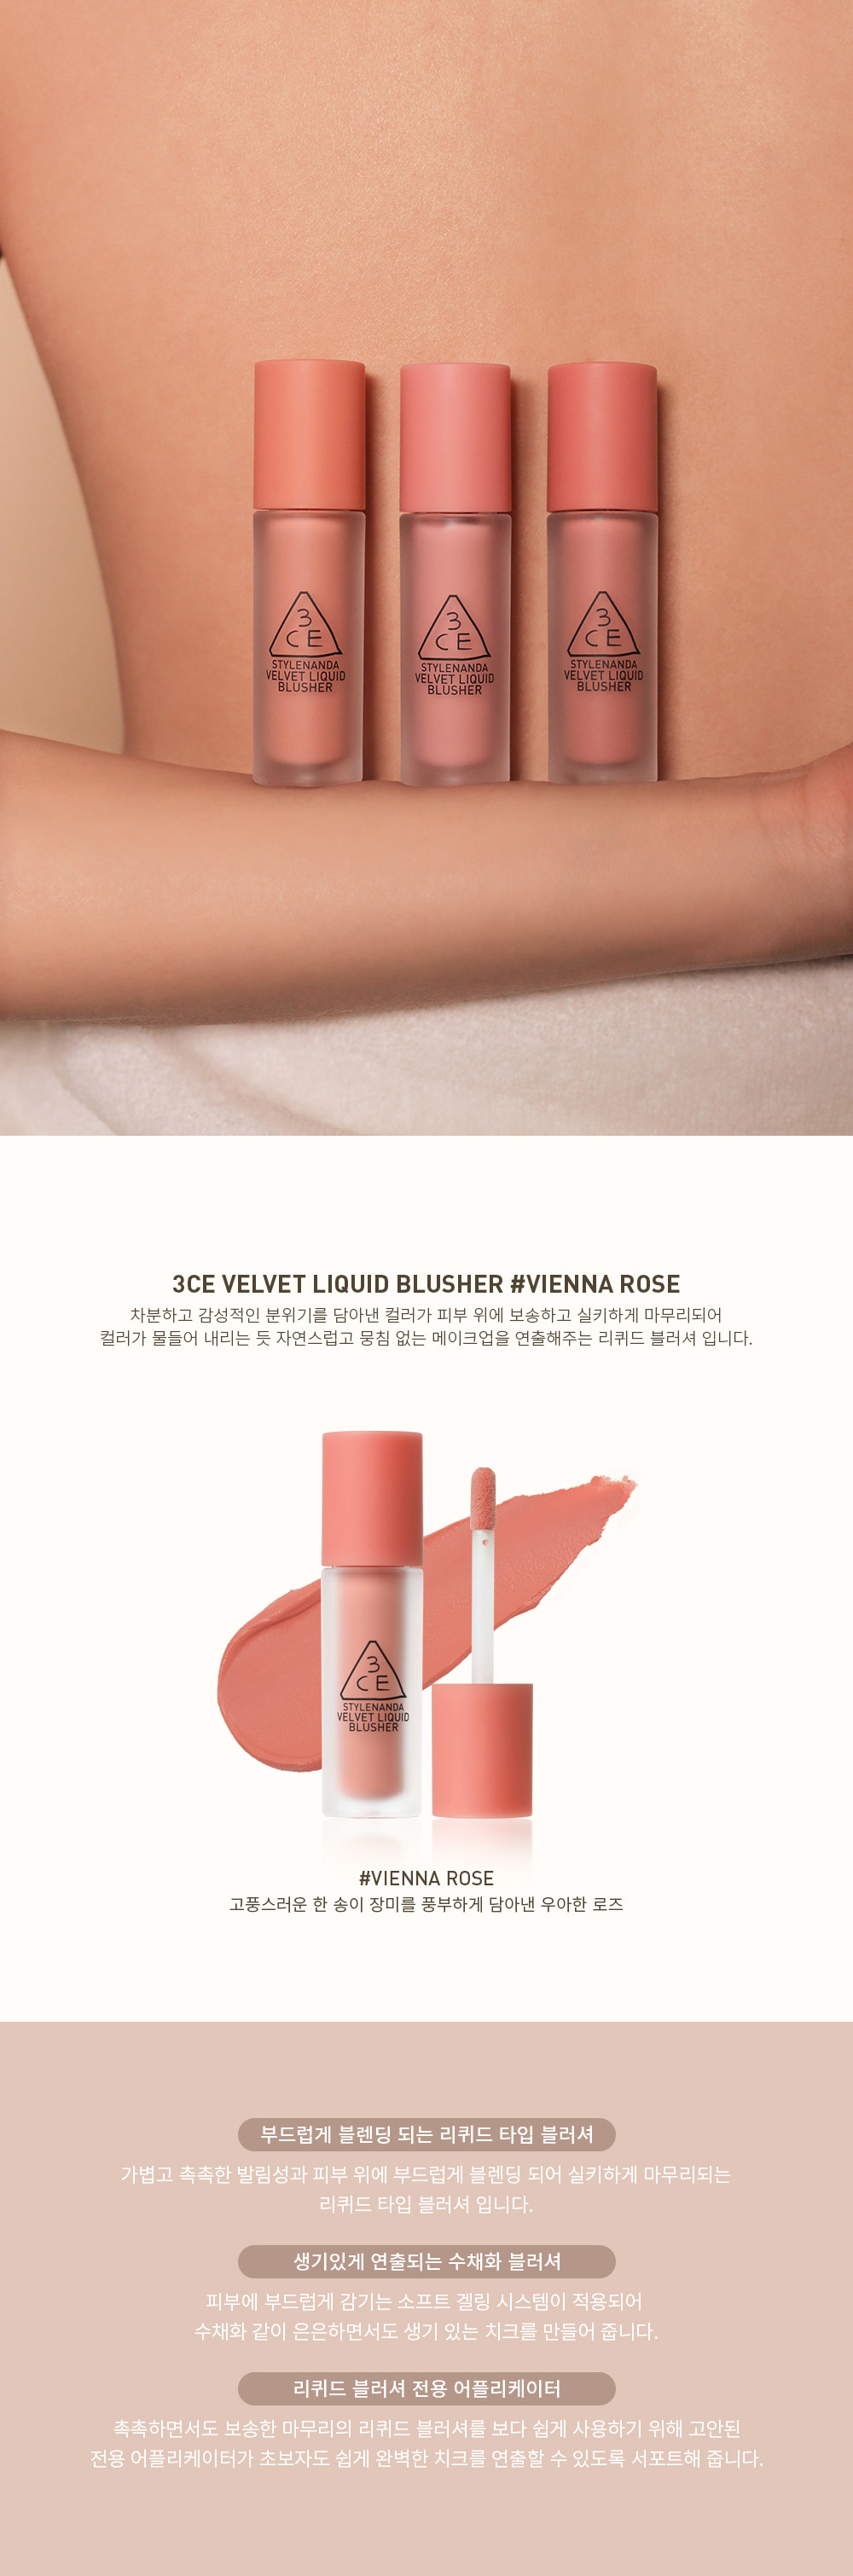 3
CE
STYLENANDA
VELVET LIQUID
BLUSHER
3
CE
STYLENANDA
VELVET LIQUID
BLUSHER
3
CE
STYLENANDA
VELVET LIQUID
BLUSHER
3CE VELVET LIQUID BLUSHER #VIENNA ROSE
차분하고 감성적인 분위기를 담아낸 컬러가 피부 위에 보송하고 실키하게 마무리되어
컬러가 물들어 내리는 듯 자연스럽고 뭉침 없는 메이크업을 연출해주는 리퀴드 블러셔 입니다.
3
CE
STYLENANDA
VELVET LIQUID
BLUSHER
#VIENNA ROSE
고풍스러운 한 송이 장미를 풍부하게 담아낸 우아한 로즈
부드럽게 블렌딩 되는 리퀴드 타입 블러셔
가볍고 촉촉한 발림성과 피부 위에 부드럽게 블렌딩 되어 실키하게 마무리되는
리퀴드 타입 블러셔 입니다.
생기있게 연출되는 수채화 블러셔
피부에 부드럽게 감기는 소프트 겔링 시스템이 적용되어
수채화 같이 은은하면서도 생기 있는 치크를 만들어 줍니다.
리퀴드 블러셔 전용 어플리케이터
촉촉하면서도 보송한 마무리의 리퀴드 블러셔를 보다 쉽게 사용하기 위해 고안된
전용 어플리케이터가 초보자도 쉽게 완벽한 치크를 연출할 수 있도록 서포트해 줍니다.